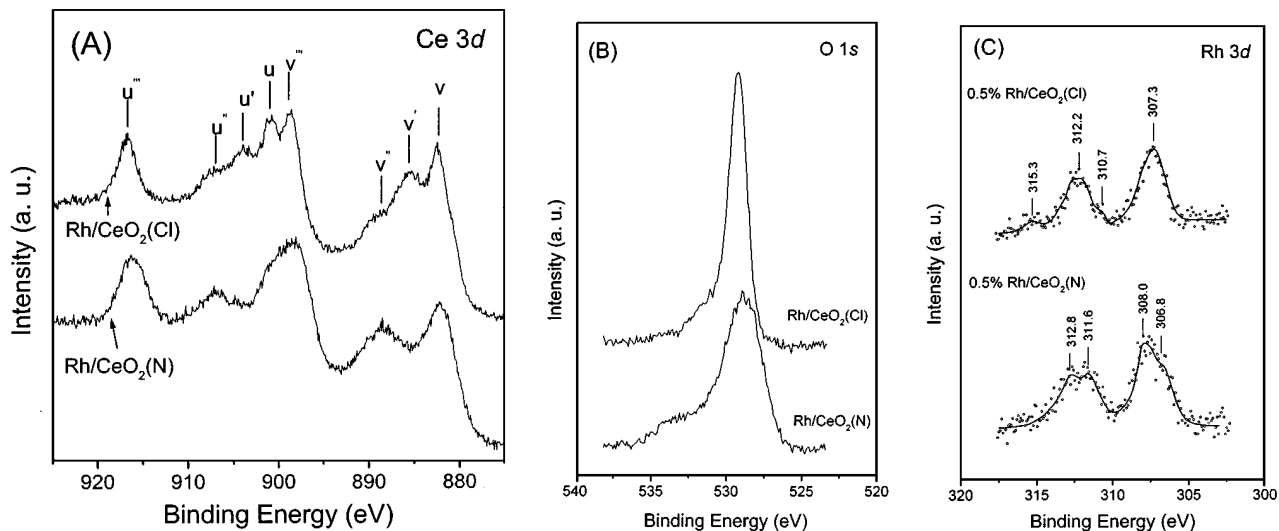 (A)
Ce 3d
u'''
u''
u'
u
v'''
v''
v'
v
Rh/CeO₂(Cl)
Rh/CeO₂(N)
Intensity (a. u.)
920 910 900 890 880
Binding Energy (eV)
(B)
O 1s
Rh/CeO₂(Cl)
Rh/CeO₂(N)
Intensity (a. u.)
540 535 530 525 520
Binding Energy (eV)
(C)
Rh 3d
0.5% Rh/CeO₂(Cl)
315.3
312.2
310.7
307.3
0.5% Rh/CeO₂(N)
312.8
311.6
308.0
306.8
Intensity (a. u.)
320 315 310 305 300
Binding Energy (eV)